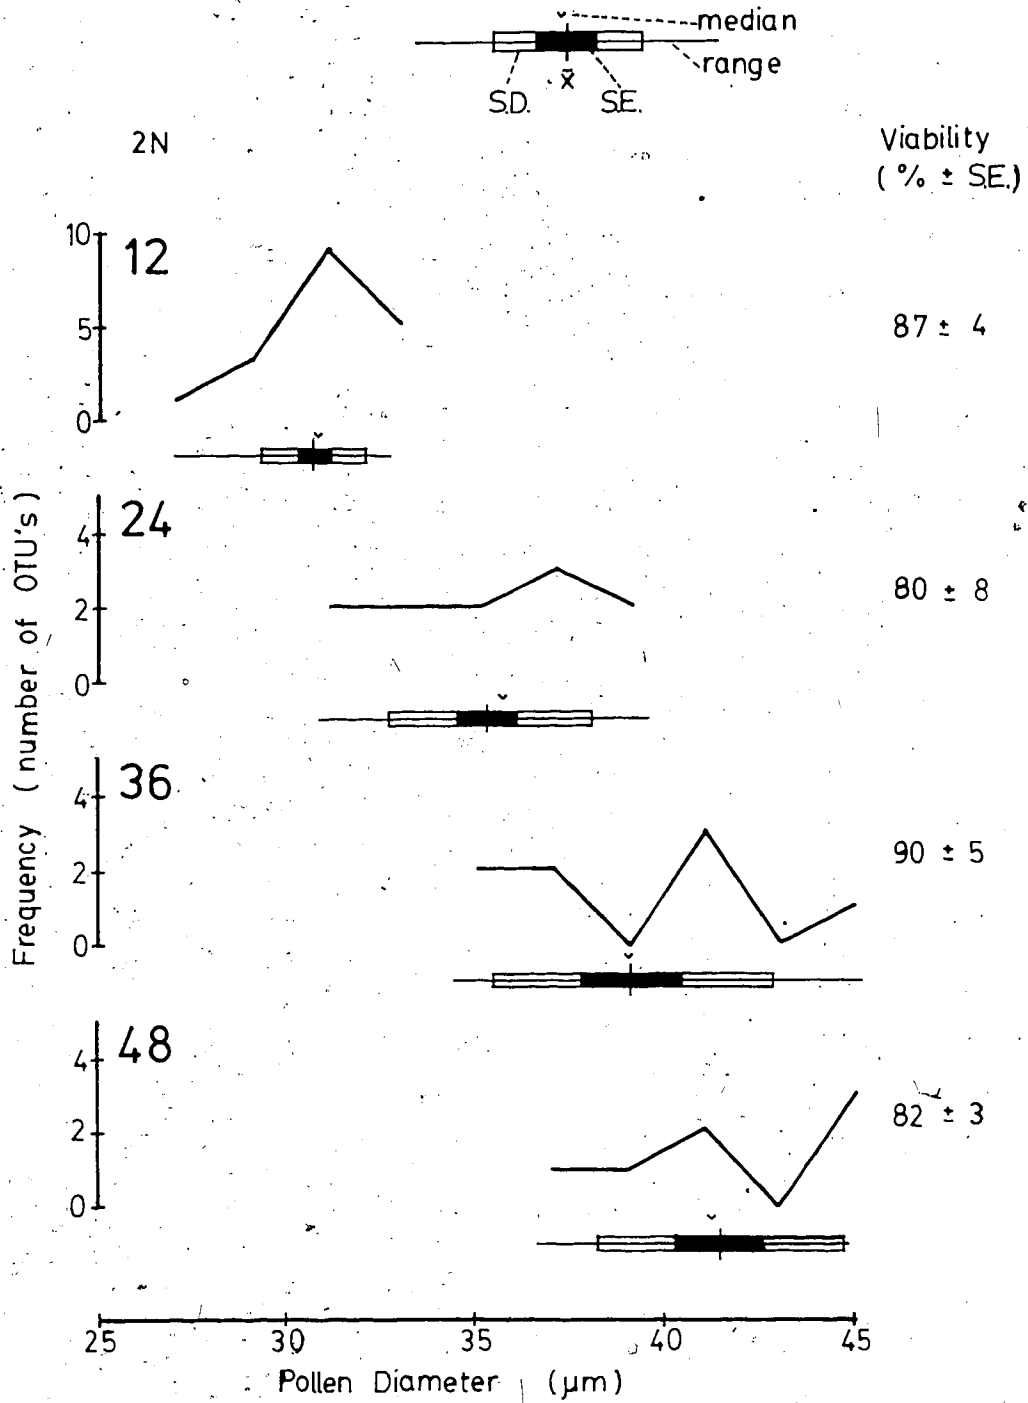 median
range
x̄
S.D. S.E.
2N
Viability
( % ± S.E.)
10
12
5
0
87 ± 4
24
4
2
0
80 ± 8
36
4
2
0
90 ± 5
48
4
2
0
82 ± 3
Frequency ( number of OTU's )
25 30 35 40 45
Pollen Diameter (µm)